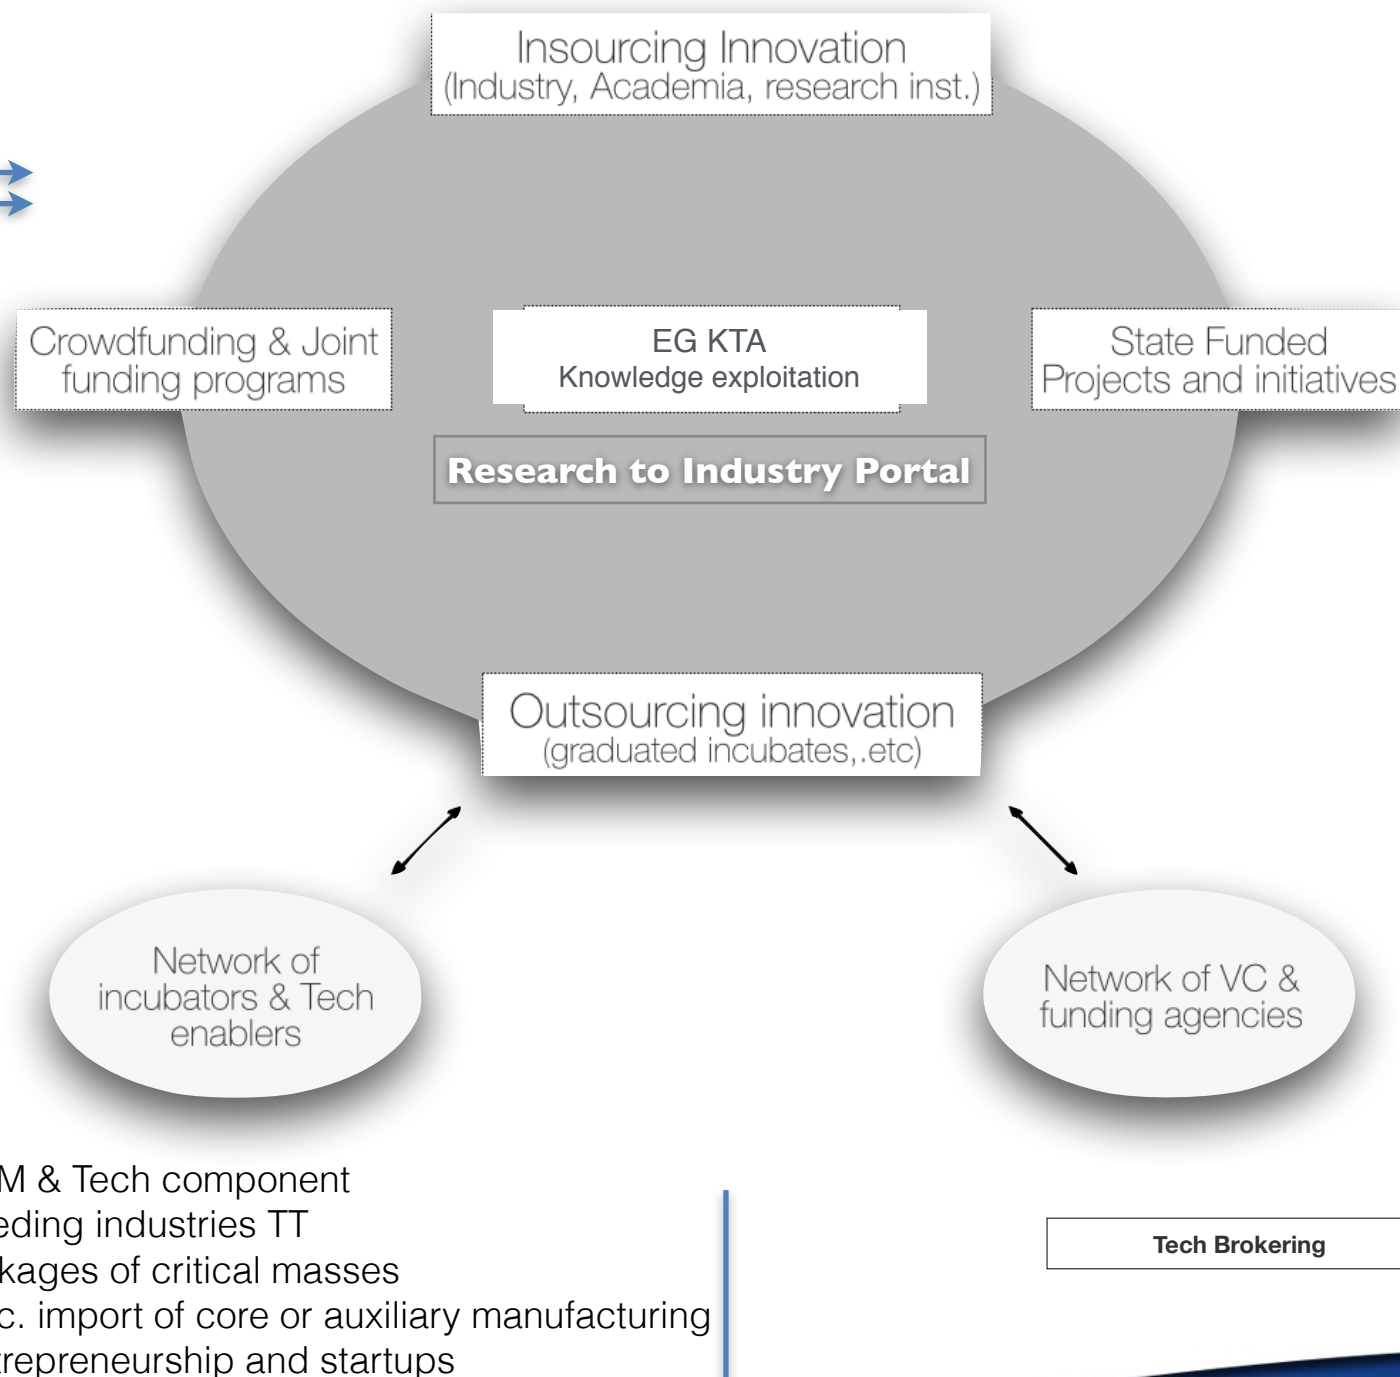 Insourcing Innovation
(Industry, Academia, research inst.)
Crowdfunding & Joint
funding programs
EG KTA
Knowledge exploitation
State Funded
Projects and initiatives
Research to Industry Portal
Outsourcing innovation
(graduated incubates,.etc)
Network of
incubators & Tech
enablers
Network of VC &
funding agencies
M & Tech component
eding industries TT
kages of critical masses
c. import of core or auxiliary manufacturing
trepreneurship and startups
Tech Brokering